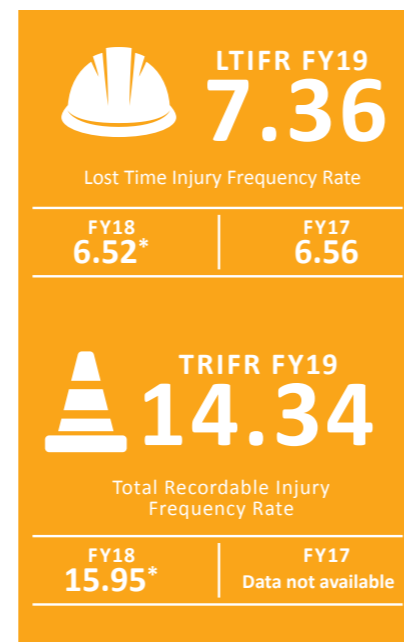 LTIFR FY19
7.36
Lost Time Injury Frequency Rate
FY18
6.52*
FY17
6.56
TRIFR FY19
14.34
Total Recordable Injury
Frequency Rate
FY18
15.95*
FY17
Data not available